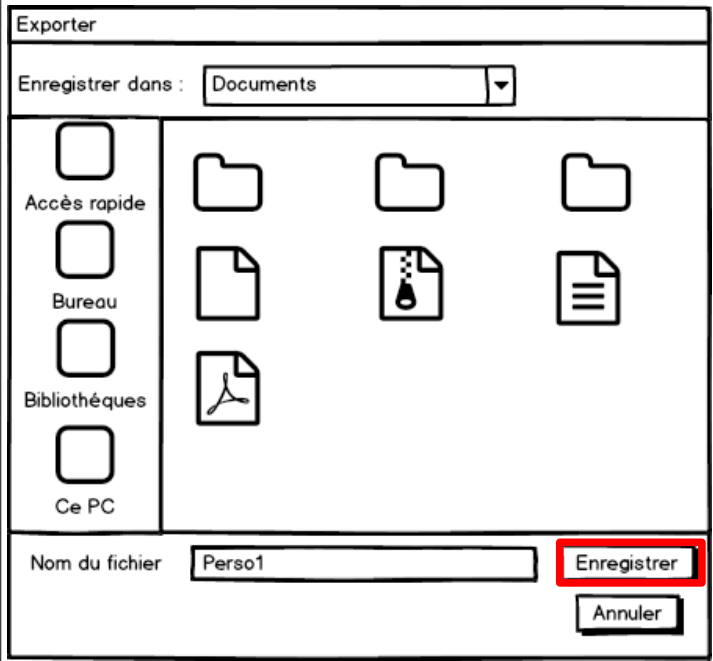 Exporter
Enregistrer dans :
Documents
Accès rapide
Bureau
Bibliothéques
Ce PC
Nom du fichier
Perso1
Enregistrer
Annuler